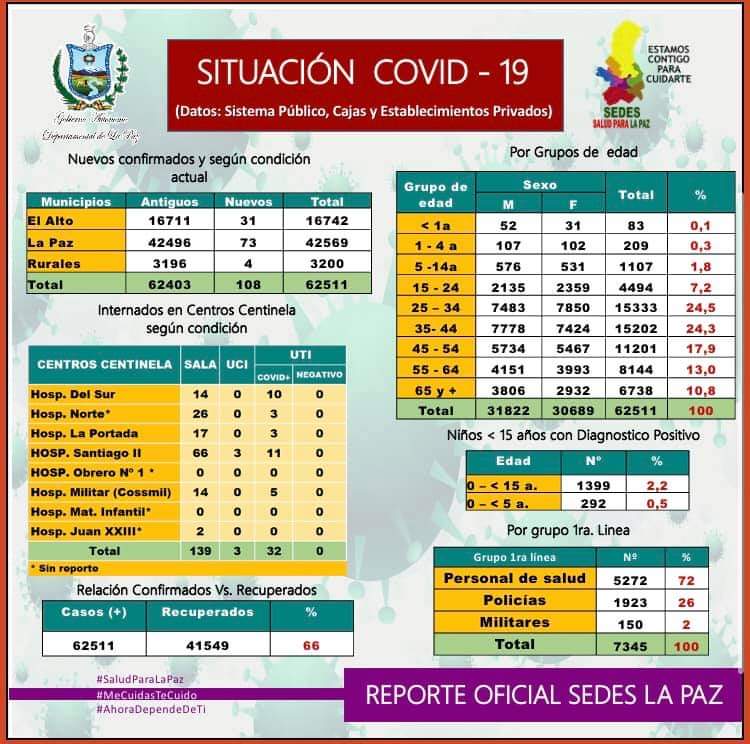 SITUACIÓN COVID - 19
(Datos: Sistema Público, Cajas y Establecimientos Privados)
Gobierno Autónomo
Departamental de La Paz
ESTAMOS
CONTIGO
PARA
CUIDARTE
SEDES
SALUD PARA LA PAZ
Nuevos confirmados y según condición
actual
Municipios Antiguos Nuevos Total
El Alto 16711 31 16742
La Paz 42496 73 42569
Rurales 3196 4 3200
Total 62403 108 62511
Internados en Centros Centinela
según condición
CENTROS CENTINELA SALA UCI UTI
COVID+ NEGATIVO
Hosp. Del Sur 14 0 10 0
Hosp. Norte* 26 0 3 0
Hosp. La Portada 17 0 3 0
HOSP. Santiago II 66 3 11 0
HOSP. Obrero Nº 1 * 0 0 0 0
Hosp. Militar (Cossmil) 14 0 5 0
Hosp. Mat. Infantil* 0 0 0 0
Hosp. Juan XXIII* 2 0 0 0
Total 139 3 32 0
* Sin reporte
Relación Confirmados Vs. Recuperados
Casos (+) Recuperados %
62511 41549 66
Por Grupos de edad
Grupo de edad Sexo Total %
M F
< 1a 52 31 83 0,1
1 - 4 a 107 102 209 0,3
5 -14a 576 531 1107 1,8
15 - 24 2135 2359 4494 7,2
25 – 34 7483 7850 15333 24,5
35- 44 7778 7424 15202 24,3
45 - 54 5734 5467 11201 17,9
55 - 64 4151 3993 8144 13,0
65 y + 3806 2932 6738 10,8
Total 31822 30689 62511 100
Niños < 15 años con Diagnostico Positivo
Edad Nº %
0 – < 15 a. 1399 2,2
0 – < 5 a. 292 0,5
Por grupo 1ra. Linea
Grupo 1ra línea Nº %
Personal de salud 5272 72
Policías 1923 26
Militares 150 2
Total 7345 100
#SaludParaLaPaz
#MeCuidasTeCuido
#AhoraDependeDeTi
REPORTE OFICIAL SEDES LA PAZ